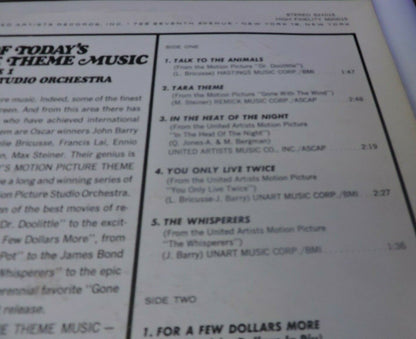 ARTISTS RECORDS, INC. • 729 SEVENTH AVENUE • NEW YORK 19, NEW YORK
STEREO
HIGH FIDELITY
OF TODAY'S
THEME MUSIC
1
STUDIO ORCHESTRA
re music. Indeed, some of the finest
reen. And from this area there has
who have achieved international
em are Oscar winners John Barry
lie Bricusse, Francis Lai, Ennio
n, Max Steiner. Their genius is
'S MOTION PICTURE THEME
e a long and winning series of
ion Picture Studio Orchestra.
on of the best movies of re-
Dr. Doolittle" to the excit-
Few Dollars More", from
Pot" to the James Bond
Whisperers" to the epic
erennial favorite "Gone
release.
RE THEME MUSIC —
SIDE ONE
1. TALK TO THE ANIMALS
(From the Motion Picture "Dr. Doolittle")
(L. Bricusse) HASTINGS MUSIC CORP./BMI 1:47
2. TARA THEME
(From the Motion Picture "Gone With The Wind")
(M. Steiner) REMICK MUSIC CORP./ASCAP 2:48
3. IN THE HEAT OF THE NIGHT
(From the United Artists Motion Picture
"In The Heat Of The Night")
(Q. Jones-A. & M. Bergman)
UNITED ARTISTS MUSIC CO., INC./ASCAP 2:19
4. YOU ONLY LIVE TWICE
(From the United Artists Motion Picture
"You Only Live Twice")
(L. Bricusse-J. Barry) UNART MUSIC CORP./BMI 2:27
5. THE WHISPERERS
(From the United Artists Motion Picture
"The Whisperers")
(J. Barry) UNART MUSIC CORP./BMI 1:36
SIDE TWO
1. FOR A FEW DOLLARS MORE